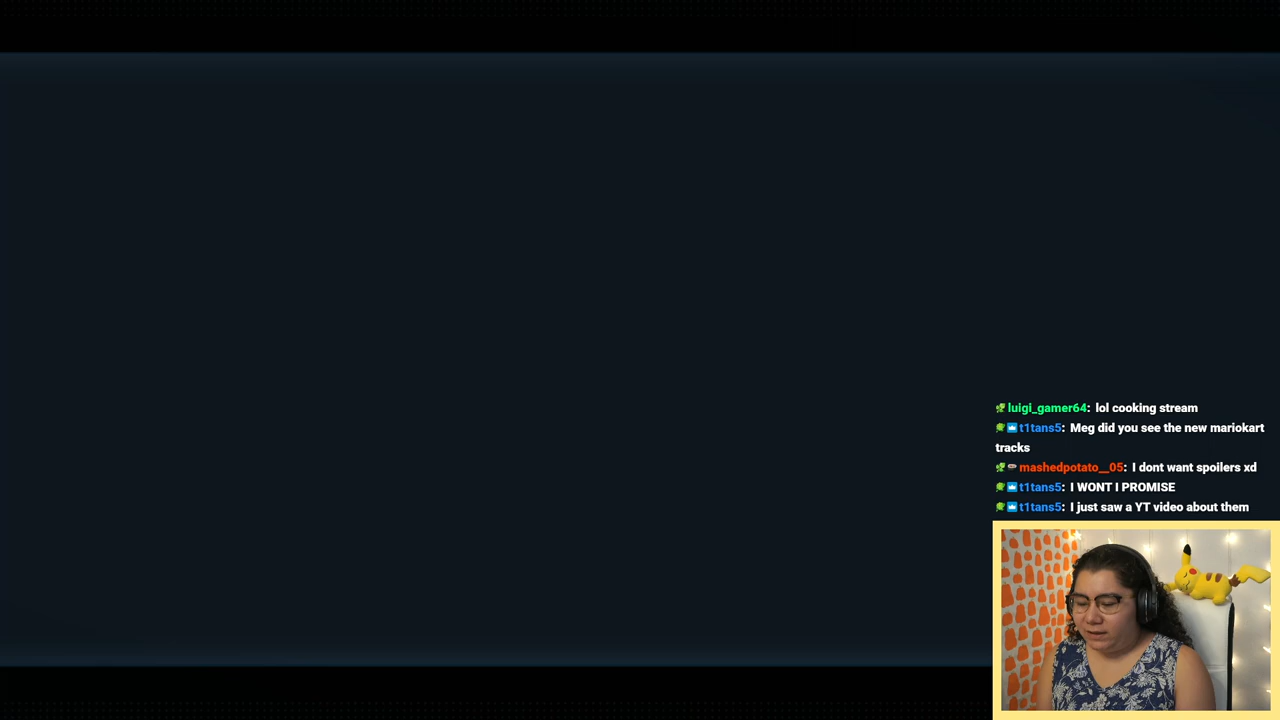 luigi_gamer64: lol cooking stream
t1tans5: Meg did you see the new mariokart
tracks
mashedpotato__05: I dont want spoilers xd
t1tans5: I WONT I PROMISE
t1tans5: I just saw a YT video about them